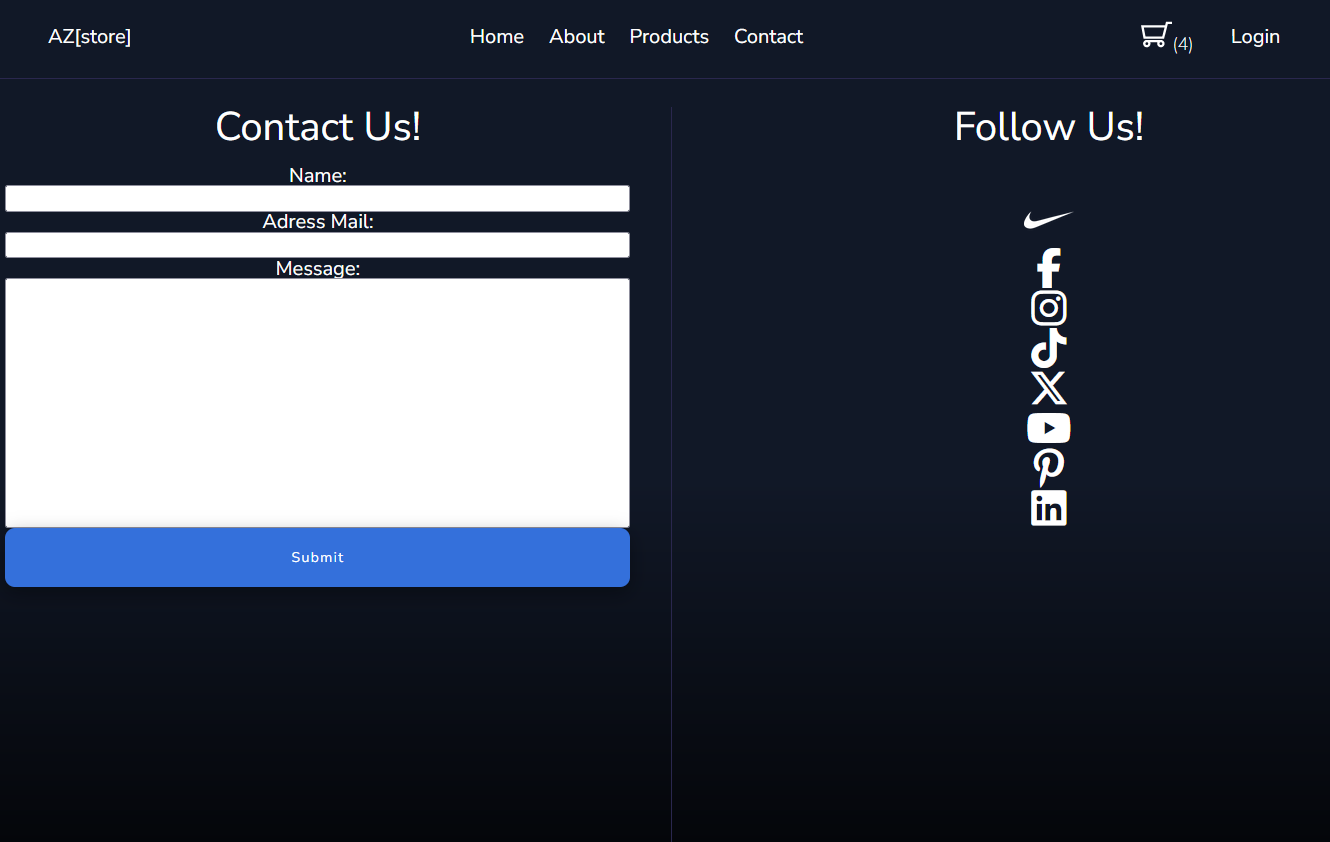 AZ[store]
Home About Products Contact
(4)
Login
Contact Us!
Name:
Adress Mail:
Message:
Submit
Follow Us!